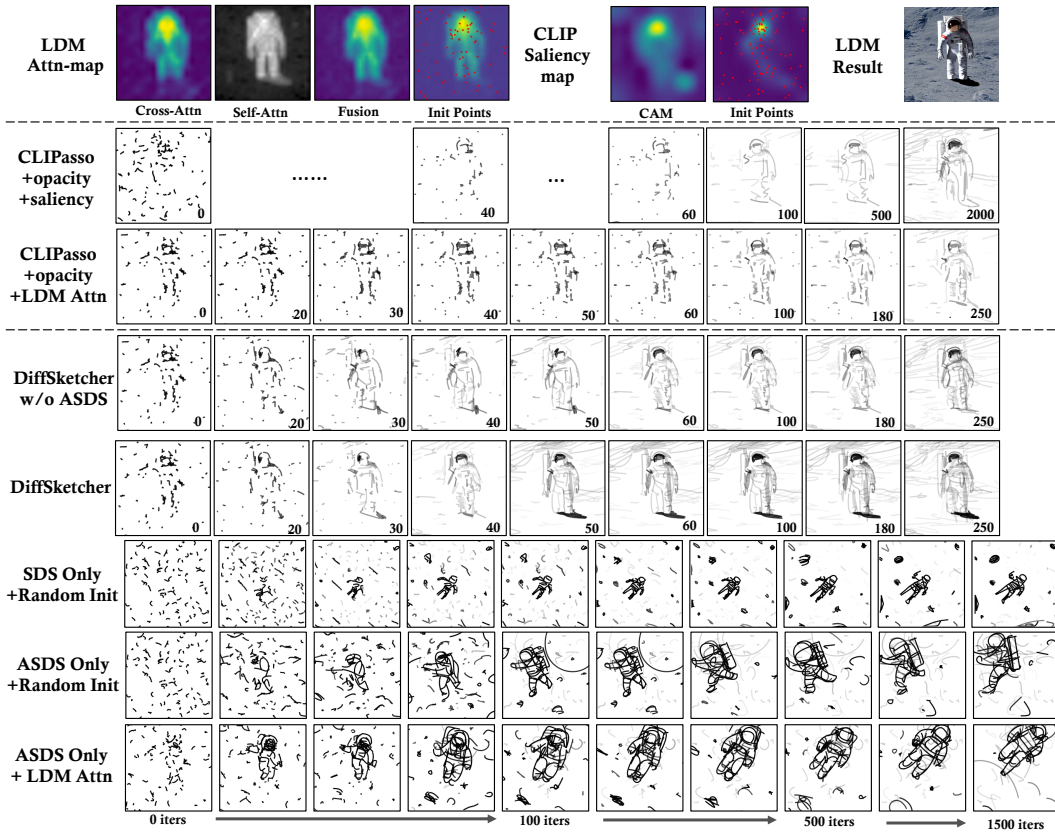 LDM
Attn-map
CLIP
Saliency
map
LDM
Result
Cross-Attn
Self-Attn
Fusion
Init Points
CAM
Init Points
CLIPasso
+opacity
+saliency
0
......
40
...
60
100
500
2000
CLIPasso
+opacity
+LDM Attn
0
20
30
40
50
60
100
180
250
DiffSketcher
w/o ASDS
0
20
30
40
50
60
100
180
250
DiffSketcher
0
20
30
40
50
60
100
180
250
SDS Only
+Random Init
ASDS Only
+Random Init
ASDS Only
+ LDM Attn
0 iters
100 iters
500 iters
1500 iters